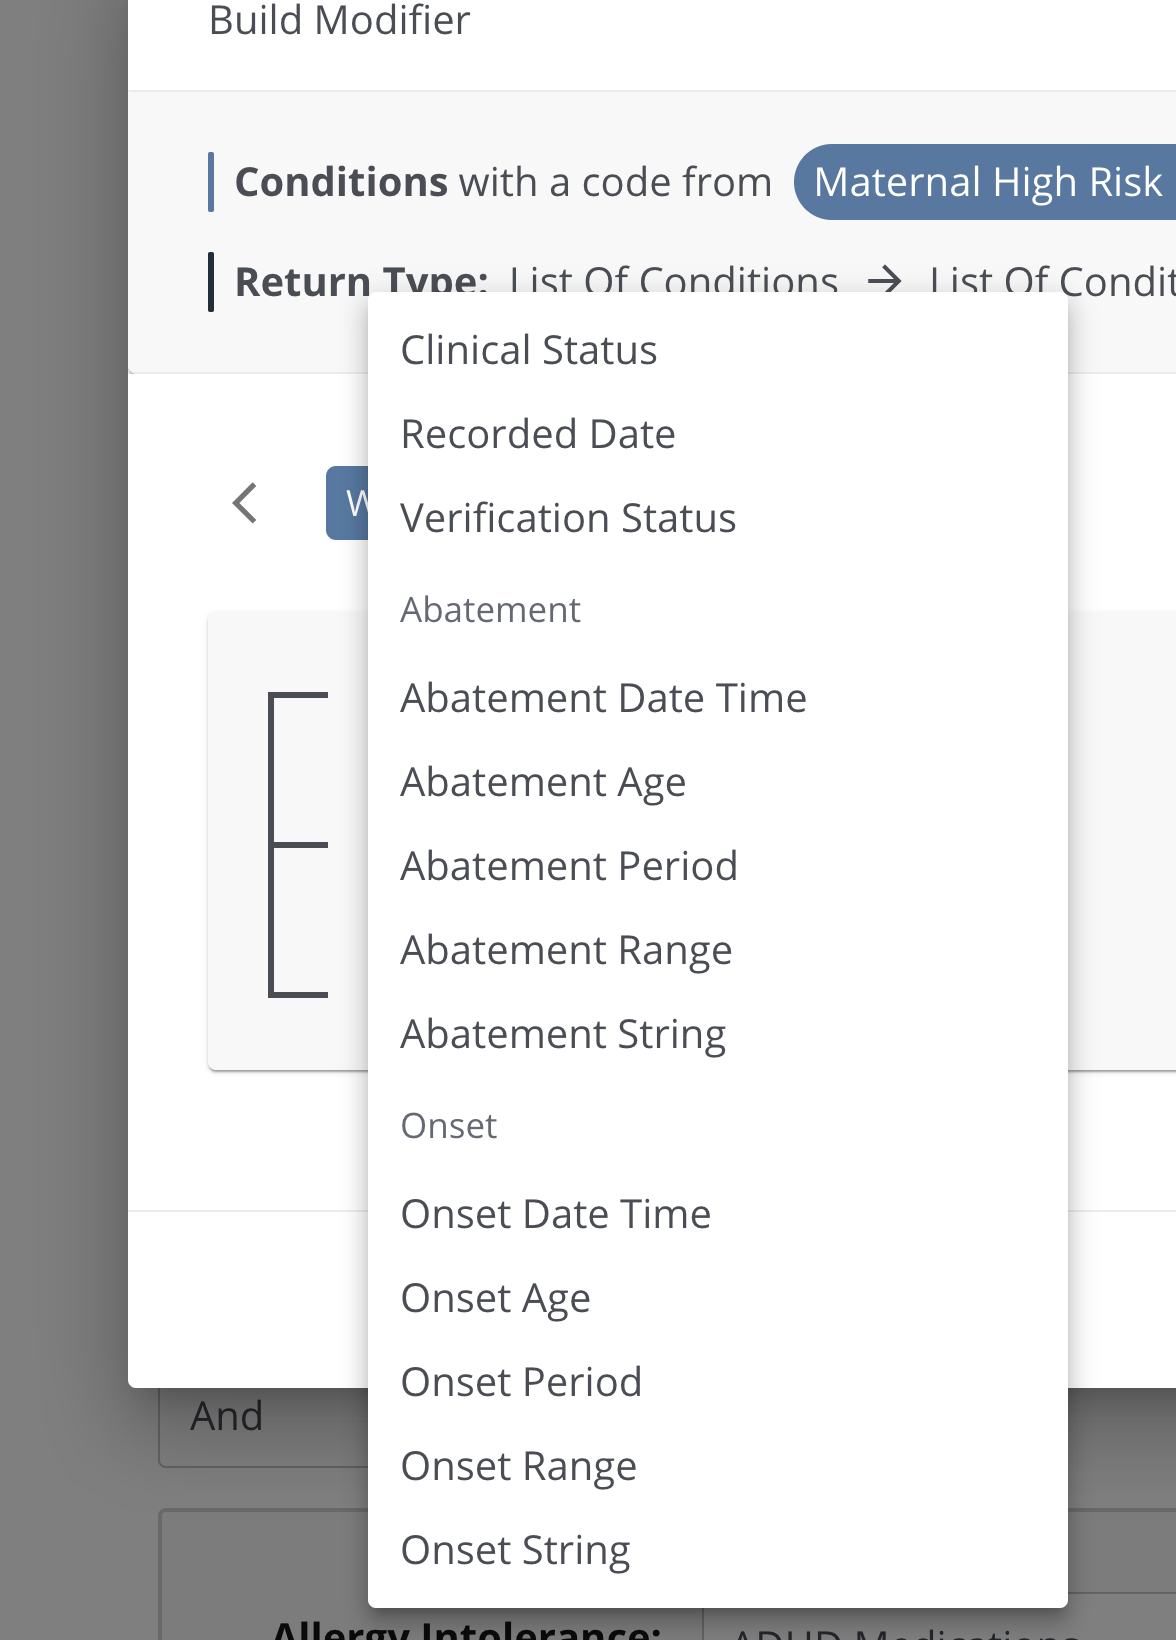 Build Modifier
Conditions with a code from Maternal High Risk
Return Type: List Of Conditions → List Of Condit
Clinical Status
Recorded Date
Verification Status
W
Abatement
Abatement Date Time
Abatement Age
Abatement Period
Abatement Range
Abatement String
Onset
Onset Date Time
Onset Age
Onset Period
Onset Range
Onset String
And
Allergy Intolerance: ADHD Medications